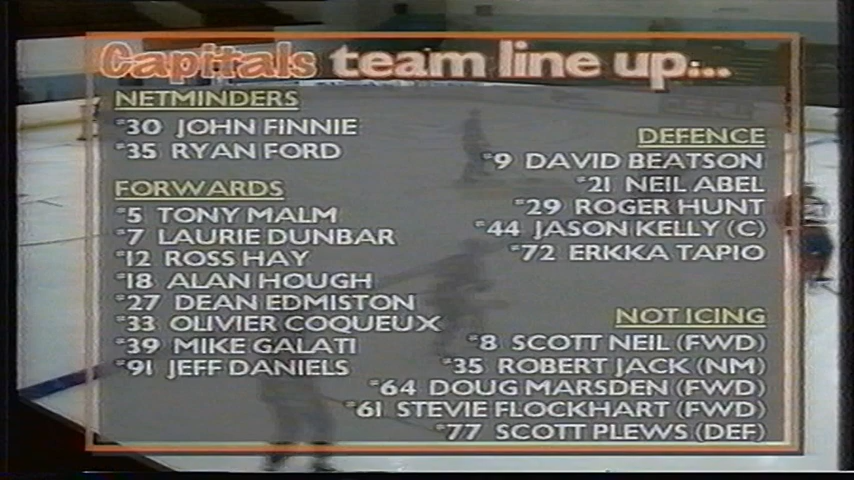 Capitals team line up...
NETMINDERS
#30 JOHN FINNIE
#35 RYAN FORD
FORWARDS
#5 TONY MALM
#7 LAURIE DUNBAR
#12 ROSS HAY
#18 ALAN HOUGH
#27 DEAN EDMISTON
#33 OLIVIER COQUEUX
#39 MIKE GALATI
#91 JEFF DANIELS
DEFENCE
#9 DAVID BEATSON
#21 NEIL ABEL
#29 ROGER HUNT
#44 JASON KELLY (C)
#72 ERKKA TAPIO
NOT ICING
#8 SCOTT NEIL (FWD)
#35 ROBERT JACK (NM)
#64 DOUG MARSDEN (FWD)
#61 STEVIE FLOCKHART (FWD)
#77 SCOTT PLEWS (DEF)